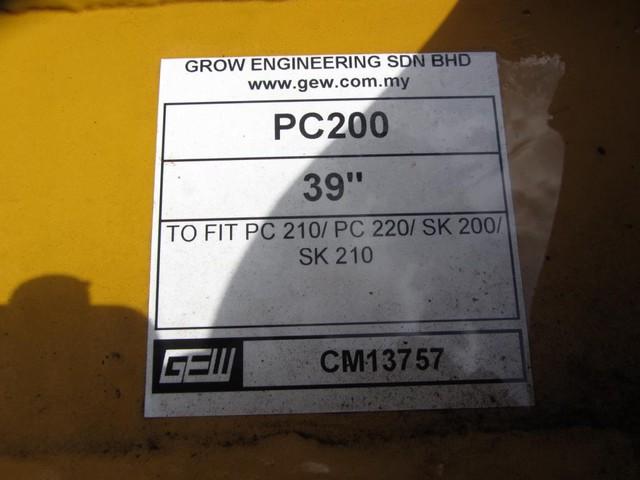 GROW ENGINEERING SDN BHD
www.gew.com.my
PC200
39"
TO FIT PC 210/ PC 220/ SK 200/
SK 210
GEW CM13757